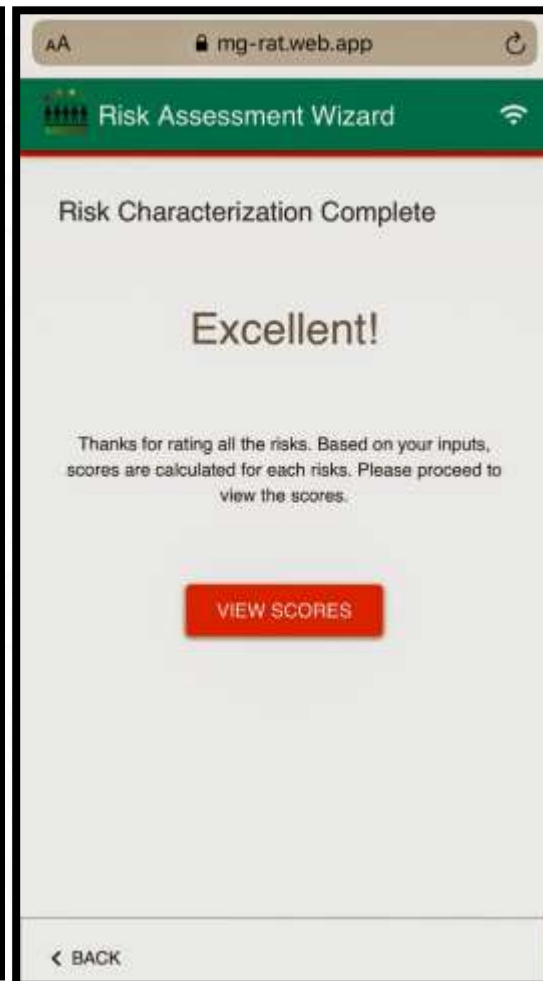 AA mg-rat.web.app
Risk Assessment Wizard
Risk Characterization Complete
Excellent!
Thanks for rating all the risks. Based on your inputs,
scores are calculated for each risks. Please proceed to
view the scores.
VIEW SCORES
< BACK